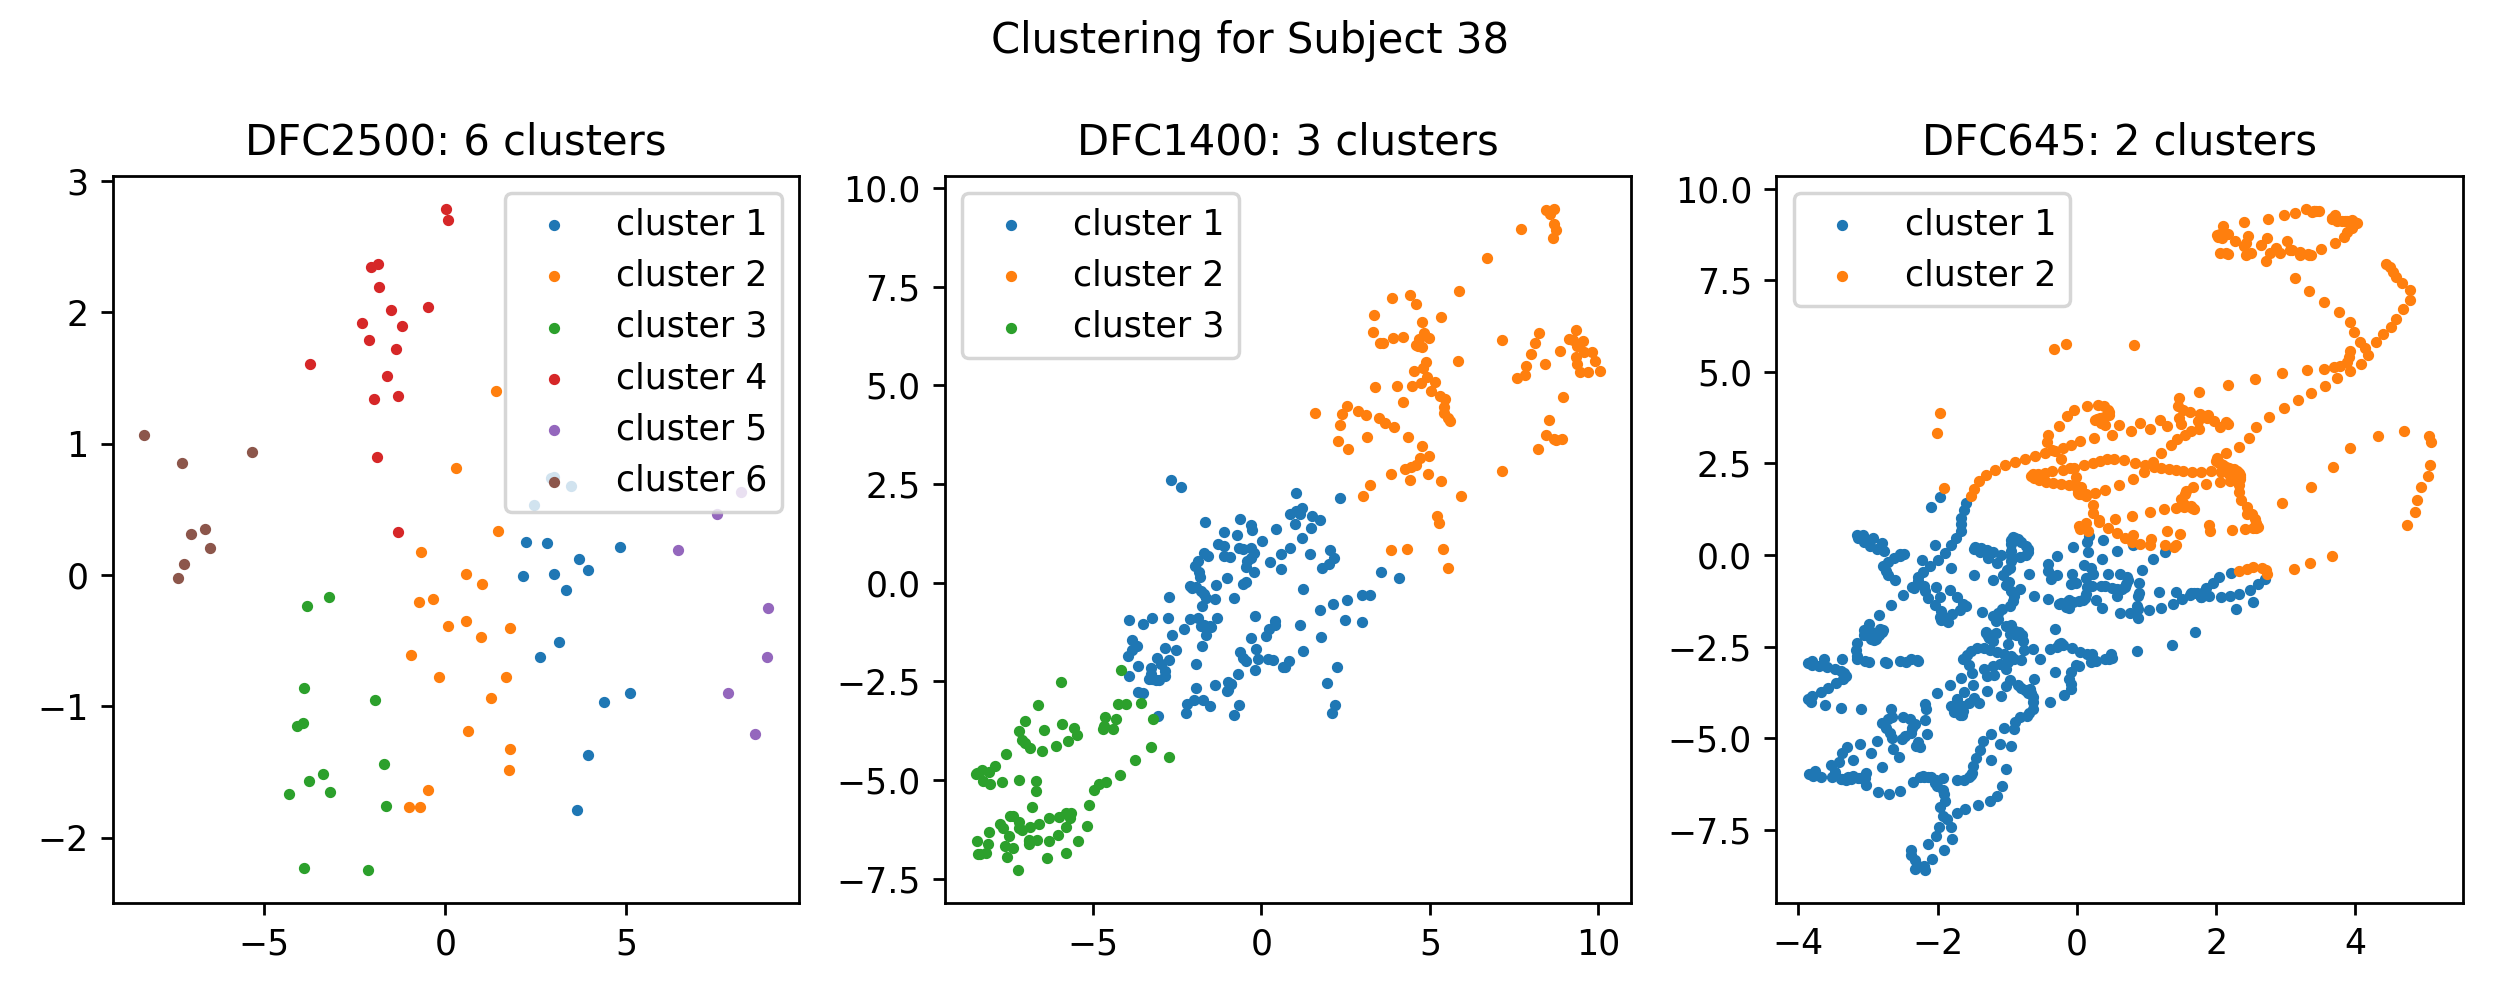 Clustering for Subject 38
DFC2500: 6 clusters
3
2
1
0
−1
−2
−5
0
5
cluster 1
cluster 2
cluster 3
cluster 4
cluster 5
cluster 6
DFC1400: 3 clusters
10.0
7.5
5.0
2.5
0.0
−2.5
−5.0
−7.5
−5
0
5
10
cluster 1
cluster 2
cluster 3
DFC645: 2 clusters
10.0
7.5
5.0
2.5
0.0
−2.5
−5.0
−7.5
−4
−2
0
2
4
cluster 1
cluster 2